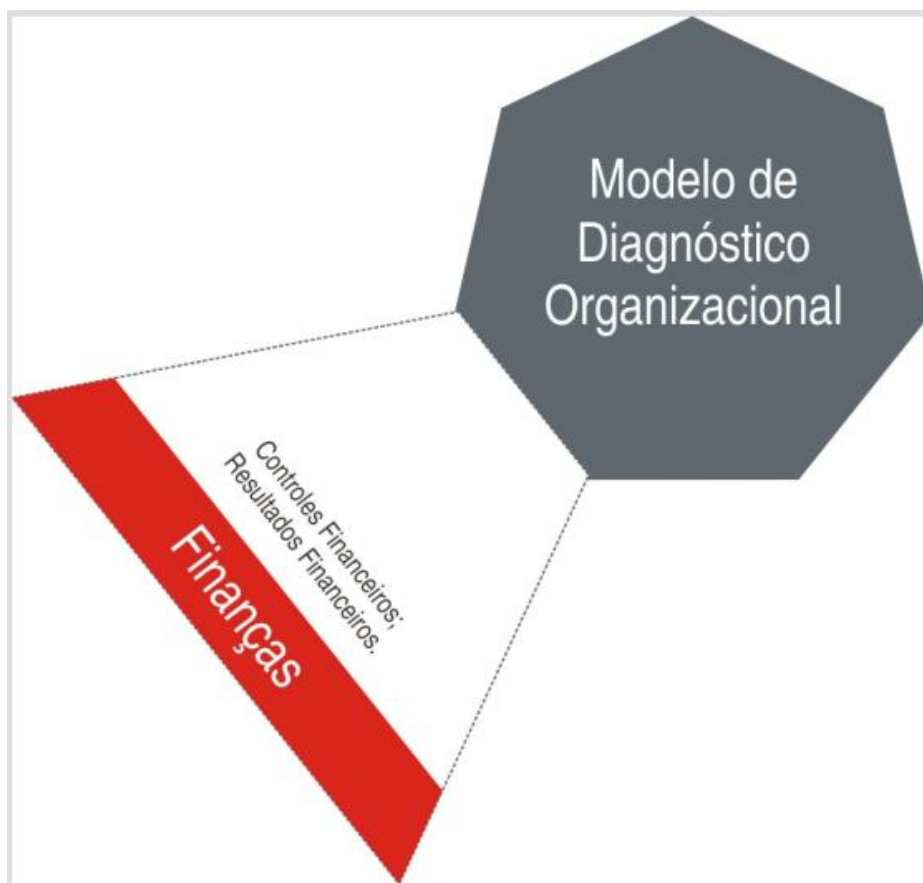 Modelo de
Diagnóstico
Organizacional
Controles Financeiros;
Resultados Financeiros.
Finanças